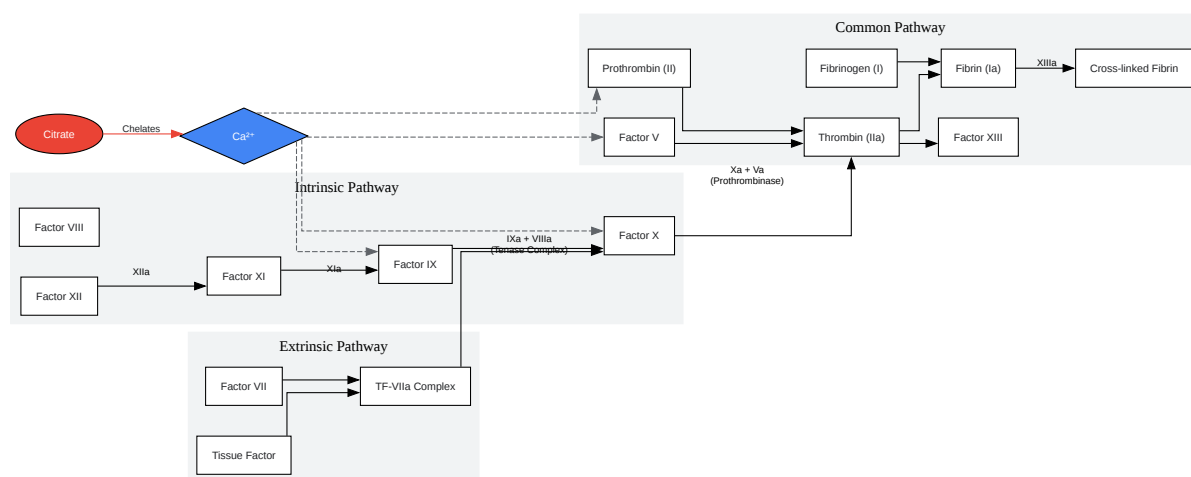 Common Pathway
Prothrombin (II)
Fibrinogen (I)
Fibrin (Ia)
XIIIa
Cross-linked Fibrin
Citrate
Chelates
Ca²⁺
Factor V
Thrombin (IIa)
Factor XIII
Xa + Va
(Prothrombinase)
Intrinsic Pathway
Factor VIII
Factor XII
XIIa
Factor XI
XIa
Factor IX
IXa + VIIIa
(Tenase Complex)
Factor X
Extrinsic Pathway
Factor VII
TF-VIIa Complex
Tissue Factor